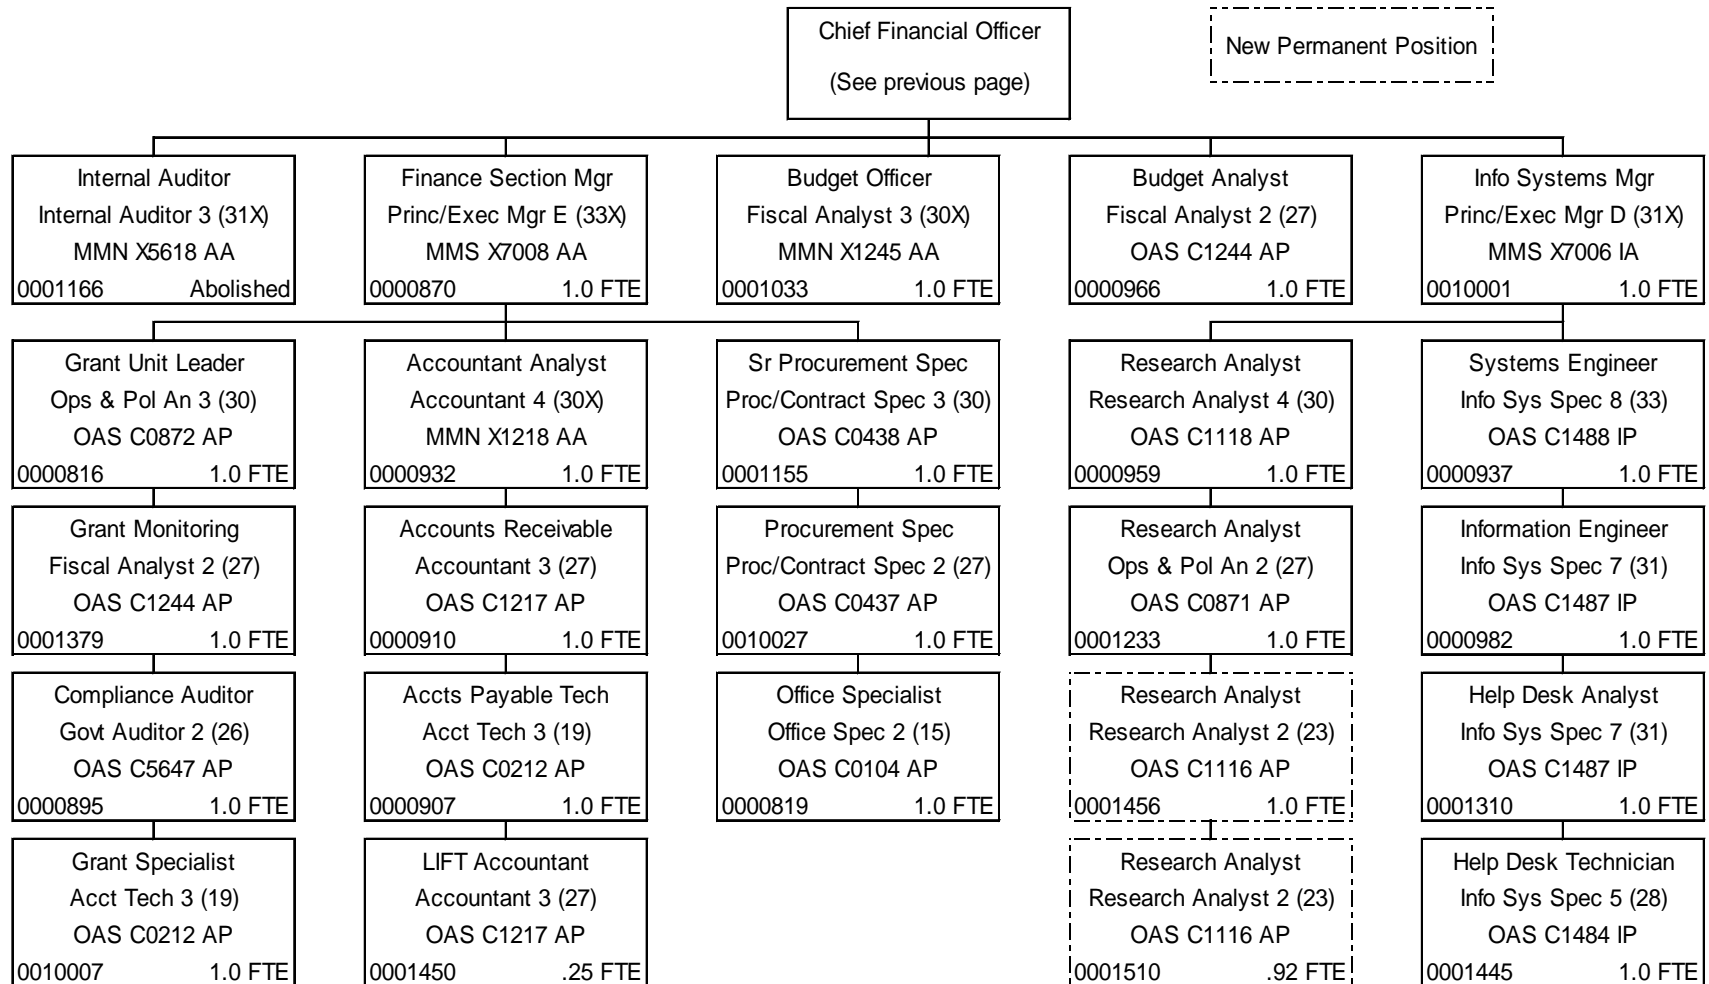 Chief Financial Officer
(See previous page)
New Permanent Position
Internal Auditor
Internal Auditor 3 (31X)
MMN X5618 AA
0001166 Abolished
Finance Section Mgr
Princ/Exec Mgr E (33X)
MMS X7008 AA
0000870 1.0 FTE
Budget Officer
Fiscal Analyst 3 (30X)
MMN X1245 AA
0001033 1.0 FTE
Budget Analyst
Fiscal Analyst 2 (27)
OAS C1244 AP
0000966 1.0 FTE
Info Systems Mgr
Princ/Exec Mgr D (31X)
MMS X7006 IA
0010001 1.0 FTE
Grant Unit Leader
Ops & Pol An 3 (30)
OAS C0872 AP
0000816 1.0 FTE
Accountant Analyst
Accountant 4 (30X)
MMN X1218 AA
0000932 1.0 FTE
Sr Procurement Spec
Proc/Contract Spec 3 (30)
OAS C0438 AP
0001155 1.0 FTE
Research Analyst
Research Analyst 4 (30)
OAS C1118 AP
0000959 1.0 FTE
Systems Engineer
Info Sys Spec 8 (33)
OAS C1488 IP
0000937 1.0 FTE
Grant Monitoring
Fiscal Analyst 2 (27)
OAS C1244 AP
0001379 1.0 FTE
Accounts Receivable
Accountant 3 (27)
OAS C1217 AP
0000910 1.0 FTE
Procurement Spec
Proc/Contract Spec 2 (27)
OAS C0437 AP
0010027 1.0 FTE
Research Analyst
Ops & Pol An 2 (27)
OAS C0871 AP
0001233 1.0 FTE
Information Engineer
Info Sys Spec 7 (31)
OAS C1487 IP
0000982 1.0 FTE
Compliance Auditor
Govt Auditor 2 (26)
OAS C5647 AP
0000895 1.0 FTE
Accts Payable Tech
Acct Tech 3 (19)
OAS C0212 AP
0000907 1.0 FTE
Office Specialist
Office Spec 2 (15)
OAS C0104 AP
0000819 1.0 FTE
Research Analyst
Research Analyst 2 (23)
OAS C1116 AP
0001456 1.0 FTE
Help Desk Analyst
Info Sys Spec 7 (31)
OAS C1487 IP
0001310 1.0 FTE
Grant Specialist
Acct Tech 3 (19)
OAS C0212 AP
0010007 1.0 FTE
LIFT Accountant
Accountant 3 (27)
OAS C1217 AP
0001450 .25 FTE
Research Analyst
Research Analyst 2 (23)
OAS C1116 AP
0001510 .92 FTE
Help Desk Technician
Info Sys Spec 5 (28)
OAS C1484 IP
0001445 1.0 FTE